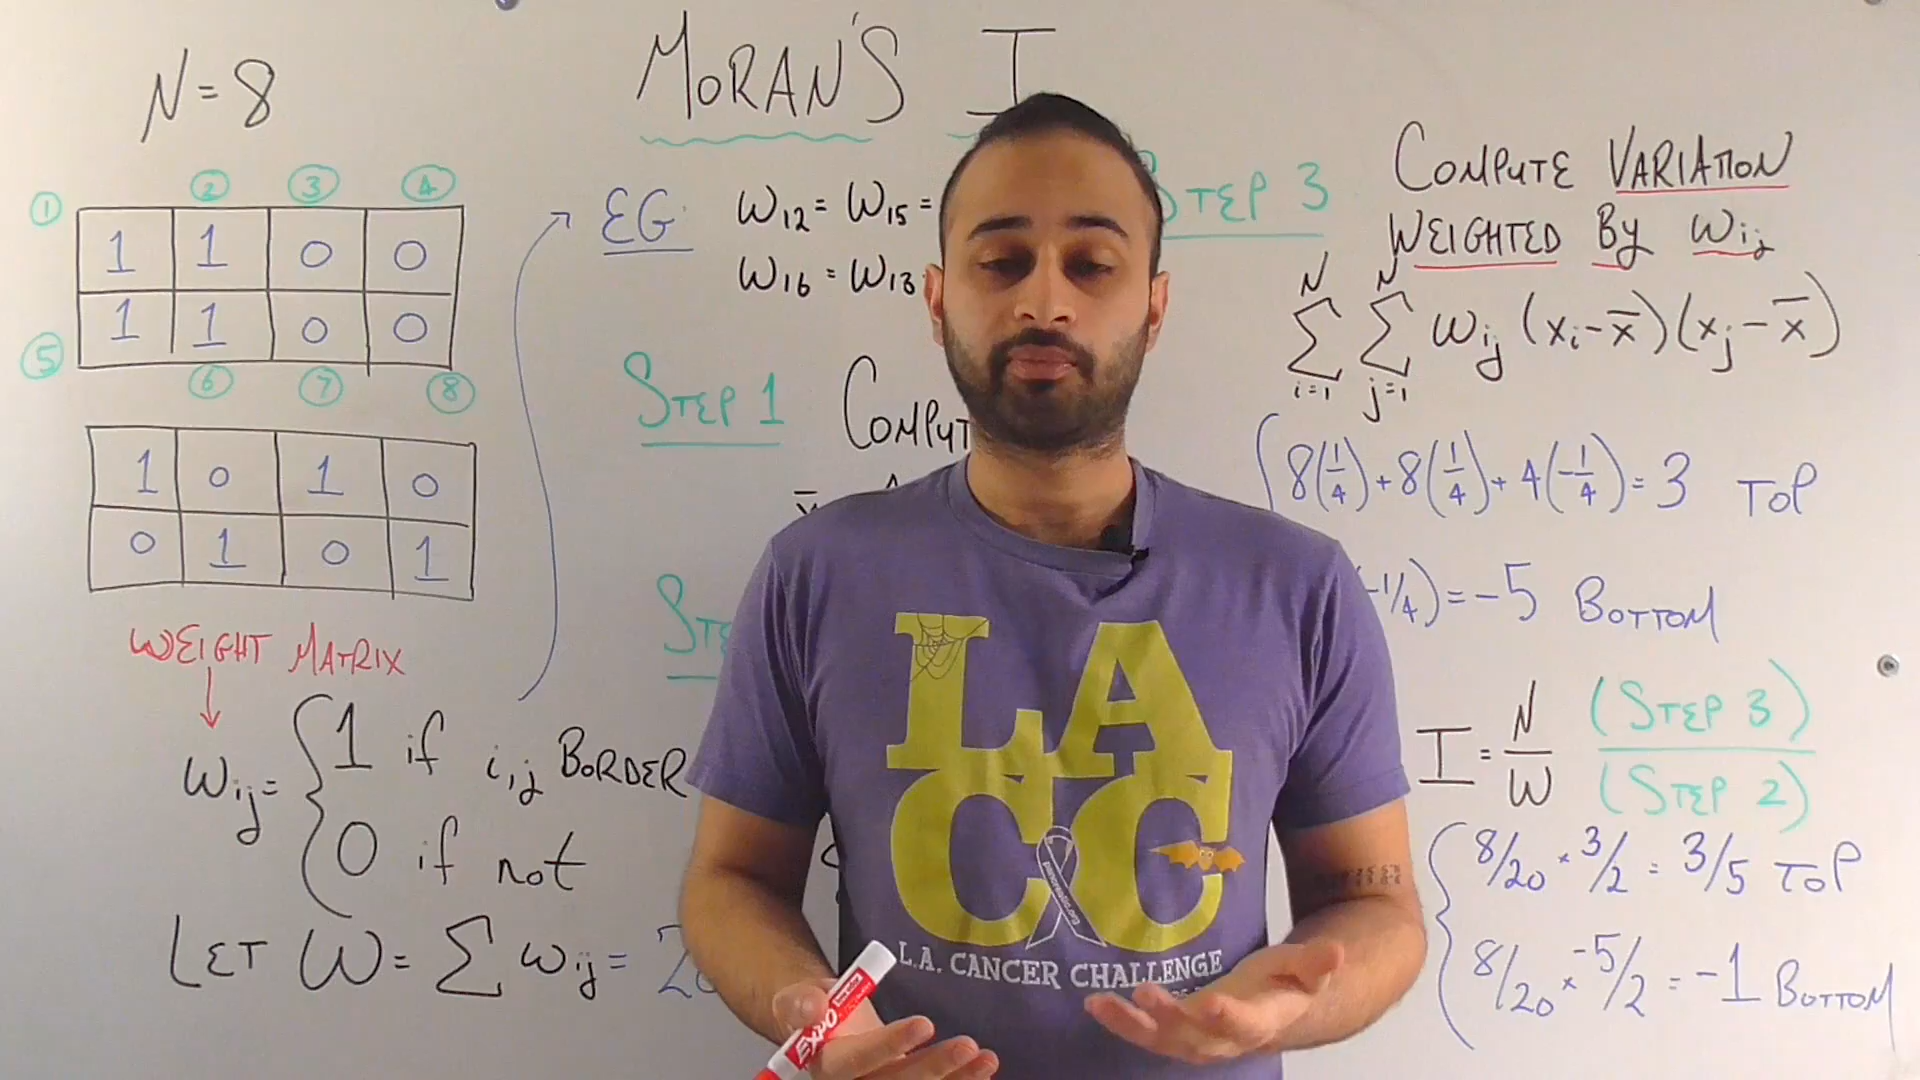 N = 8
① ② ③ ④
1 1 0 0
1 1 0 0
⑤ ⑥ ⑦ ⑧
1 0 1 0
0 1 0 1
WEIGHT MATRIX
wij = { 1 if i,j BORDER
0 if not
LET W = Σ wij =
MORAN'S I
EG. w12 = w15 =
w16 = w18
STEP 1
STEP 3
COMPUTE VARIATION
WEIGHTED BY wij
N N
Σ Σ wij (xi - x̄)(xj - x̄)
i=1 j=1
8(1/4) + 8(1/4) + 4(-1/4) = 3 TOP
-1/4) = -5 BOTTOM
I = N/W (STEP 3)/(STEP 2)
8/20 × 3/2 = 3/5 TOP
8/20 × -5/2 = -1 BOTTOM
LACC
pancreatic.org
L.A. CANCER CHALLENGE
EXPO